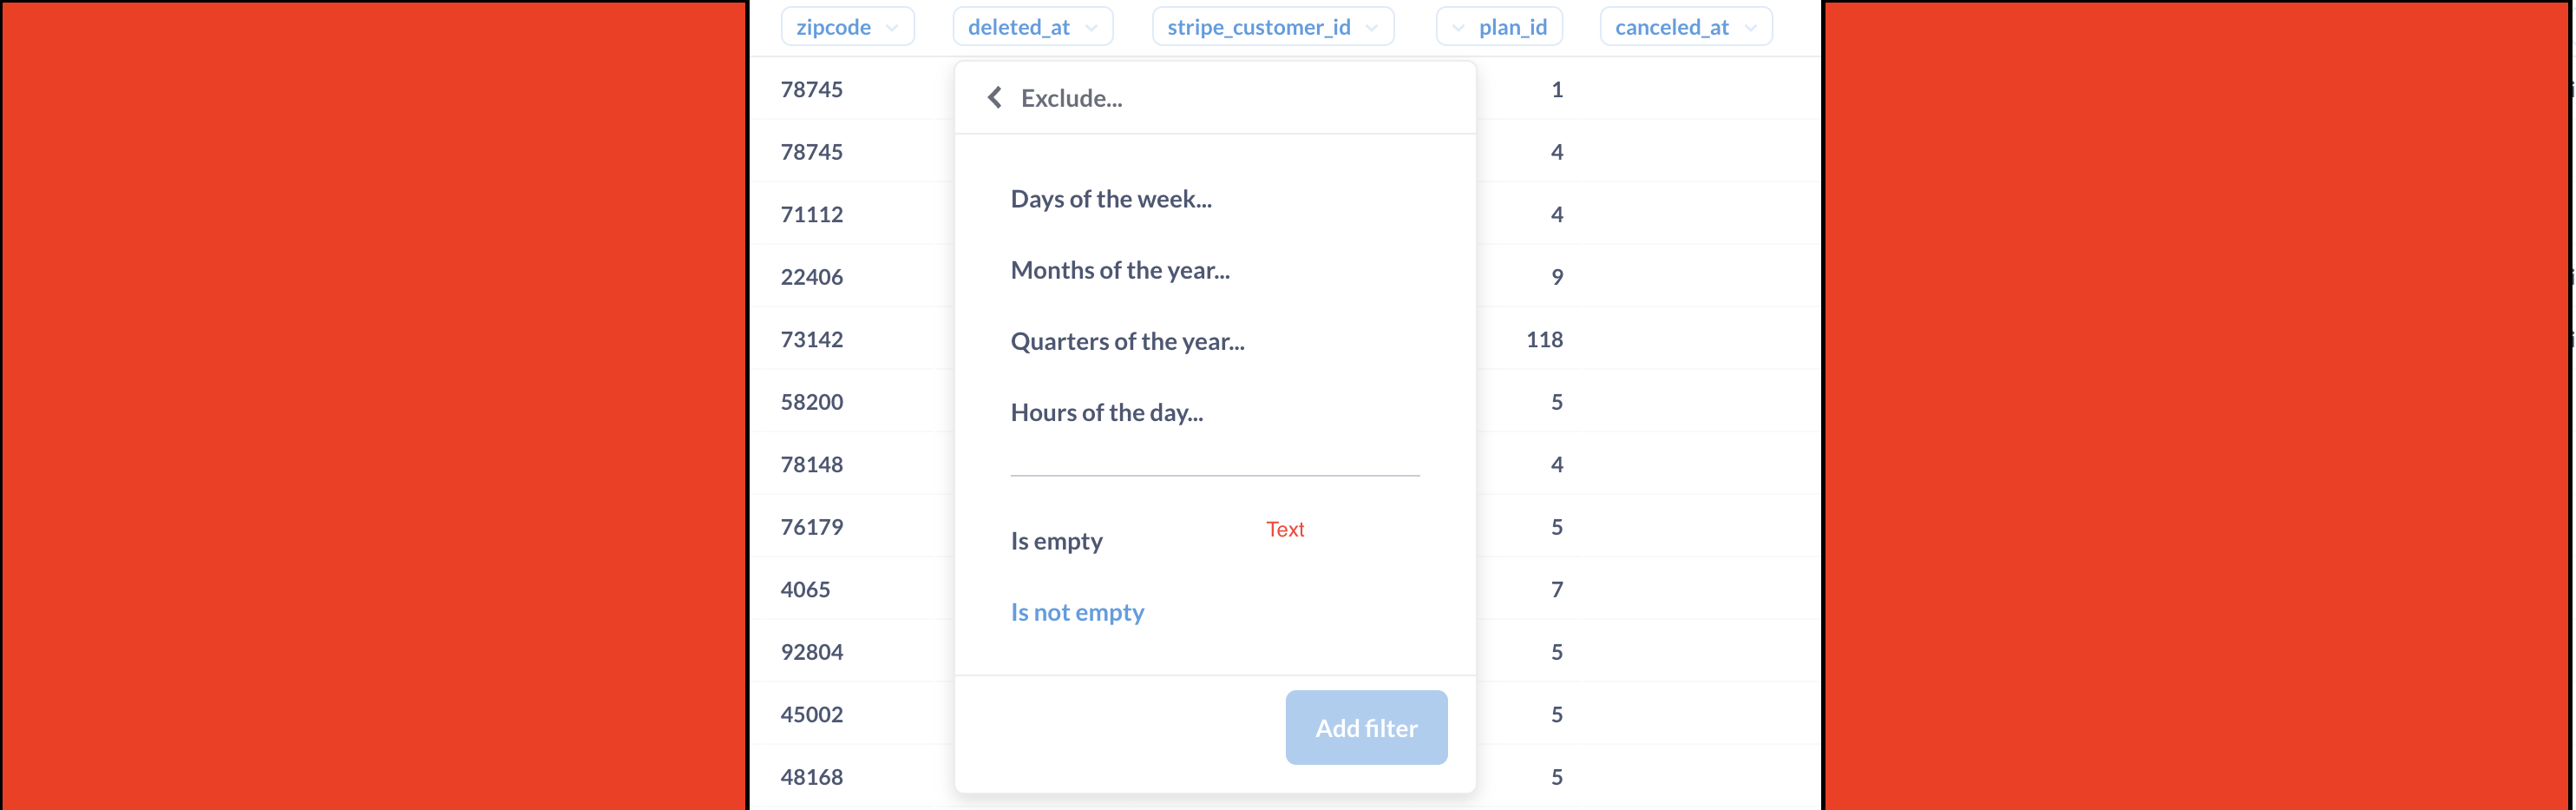 zipcode deleted_at stripe_customer_id plan_id canceled_at
78745 1
Exclude...
78745 4
Days of the week...
71112 4
Months of the year...
22406 9
Quarters of the year...
73142 118
58200 5
Hours of the day...
78148 4
76179 5
Text
Is empty
4065 7
Is not empty
92804 5
45002 5
Add filter
48168 5